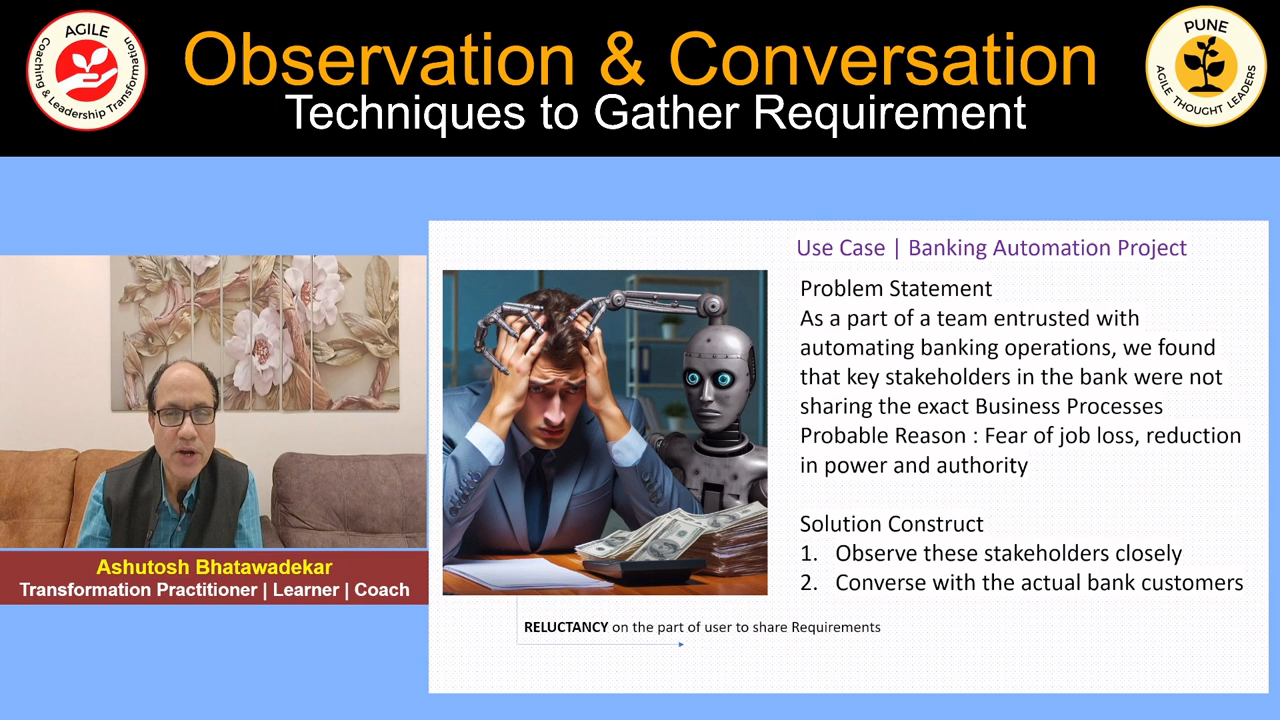 AGILE
Coaching & Leadership Transformation
Observation & Conversation
Techniques to Gather Requirement
PUNE
AGILE THOUGHT LEADERS
Use Case | Banking Automation Project
Problem Statement
As a part of a team entrusted with
automating banking operations, we found
that key stakeholders in the bank were not
sharing the exact Business Processes
Probable Reason : Fear of job loss, reduction
in power and authority
Solution Construct
1. Observe these stakeholders closely
2. Converse with the actual bank customers
RELUCTANCY on the part of user to share Requirements
Ashutosh Bhatawadekar
Transformation Practitioner | Learner | Coach